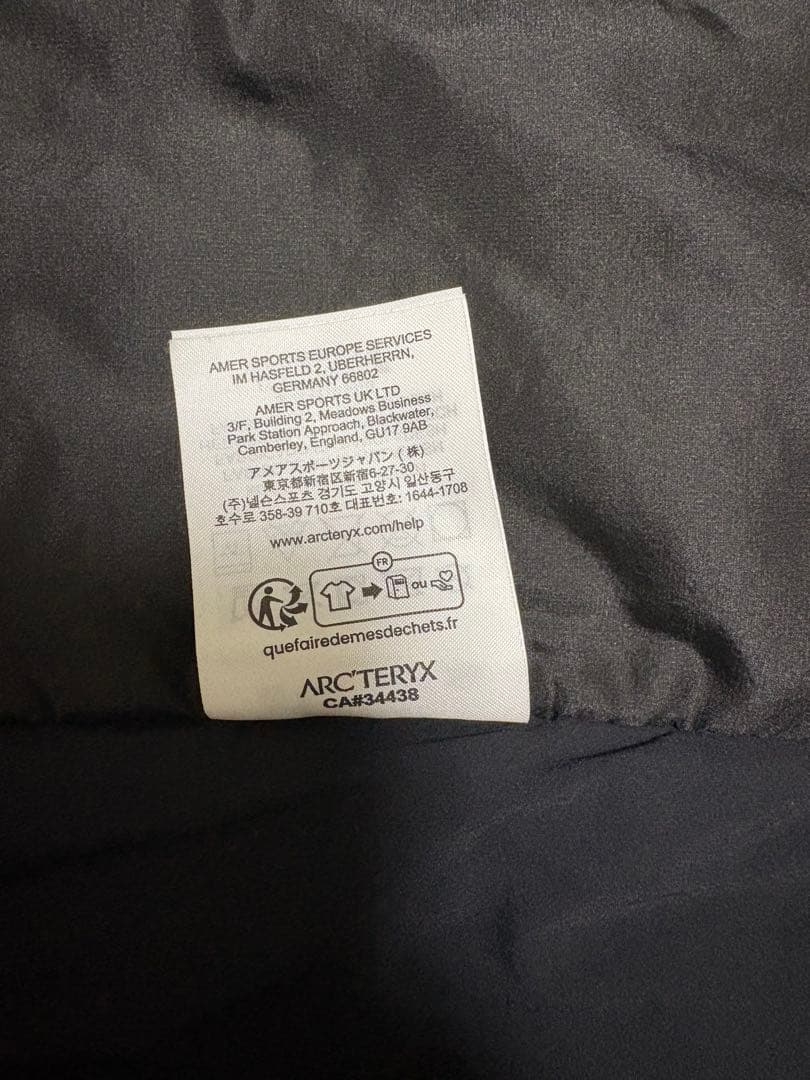 AMER SPORTS EUROPE SERVICES
IM HASFELD 2, UBERHERRN,
GERMANY 66802
AMER SPORTS UK LTD
3/F, Building 2, Meadows Business
Park Station Approach, Blackwater,
Camberley, England, GU17 9AB
アメアスポーツジャパン (株)
東京都新宿区新宿6-27-30
(주)넬슨스포츠 경기도 고양시 일산동구
호수로 358-39 710호 대표번호: 1644-1708
www.arcteryx.com/help
FR
ou
quefairedemesdechets.fr
ARC'TERYX
CA#34438